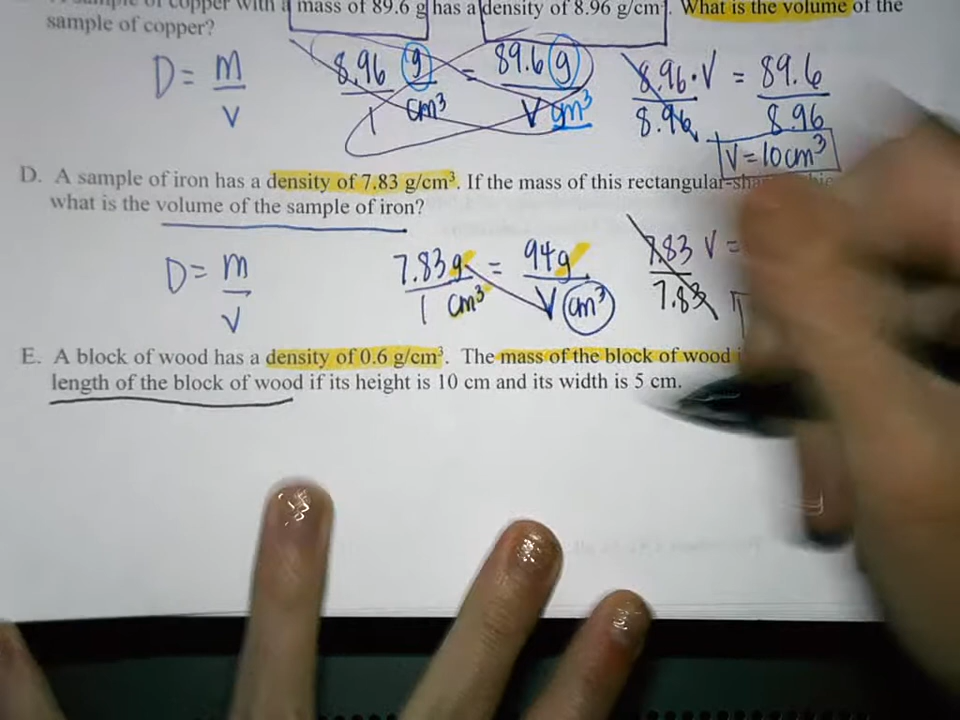 sample of copper with a mass of 89.6 g has a density of 8.96 g/cm³. What is the volume of the
sample of copper?
D = m / V
8.96 g / 1 cm³ = 89.6 g / V cm³
8.96 · V / 8.96 = 89.6 / 8.96
V = 10 cm³
D. A sample of iron has a density of 7.83 g/cm³. If the mass of this rectangular-
what is the volume of the sample of iron?
D = m / V
7.83 g / 1 cm³ = 94 g / V cm³
7.83 V / 7.83 =
E. A block of wood has a density of 0.6 g/cm³. The mass of the block of wood
length of the block of wood if its height is 10 cm and its width is 5 cm.